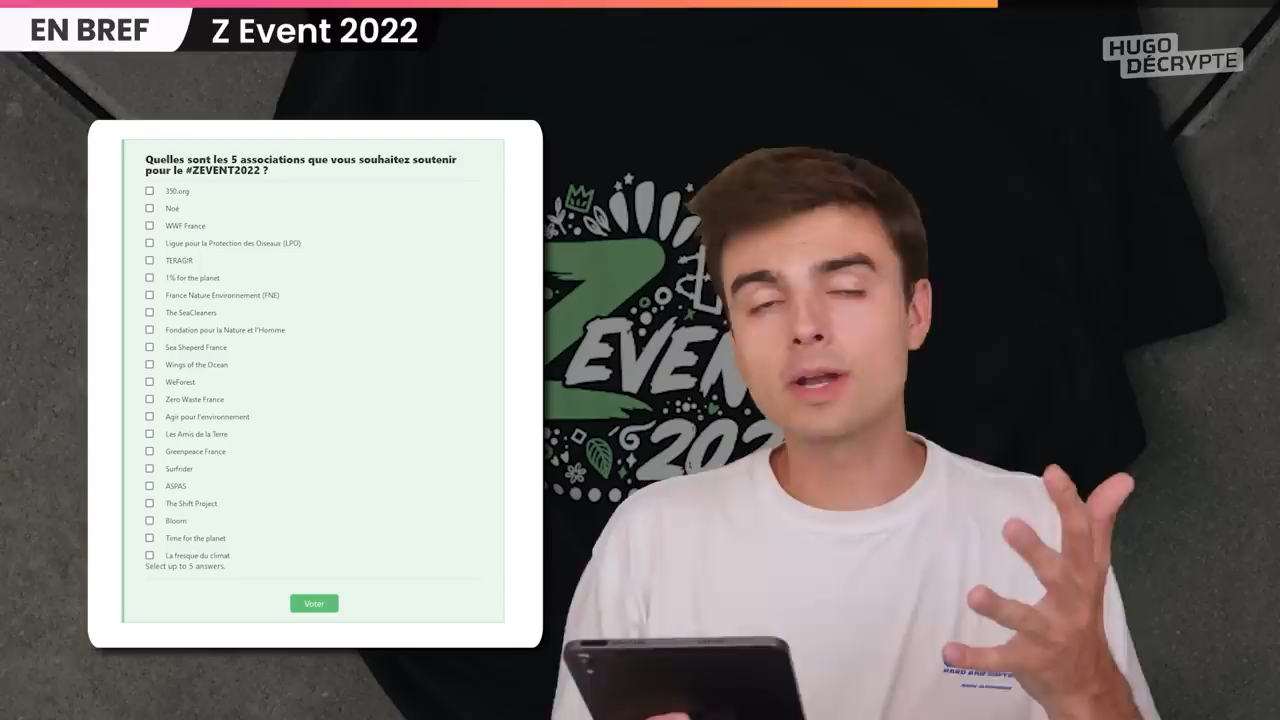 EN BREF
Z Event 2022
HUGO
DÉCRYPTE
Quelles sont les 5 associations que vous souhaitez soutenir
pour le #ZEVENT2022 ?
350.org
Noé
WWF France
Ligue pour la Protection des Oiseaux (LPO)
TERAGIR
1% for the planet
France Nature Environnement (FNE)
The SeaCleaners
Fondation pour la Nature et l'Homme
Sea Sheperd France
Wings of the Ocean
WeForest
Zero Waste France
Agir pour l'environnement
Les Amis de la Terre
Greenpeace France
Surfrider
ASPAS
The Shift Project
Bloom
Time for the planet
La fresque du climat
Select up to 5 answers.
Voter
Z
EVEN
202